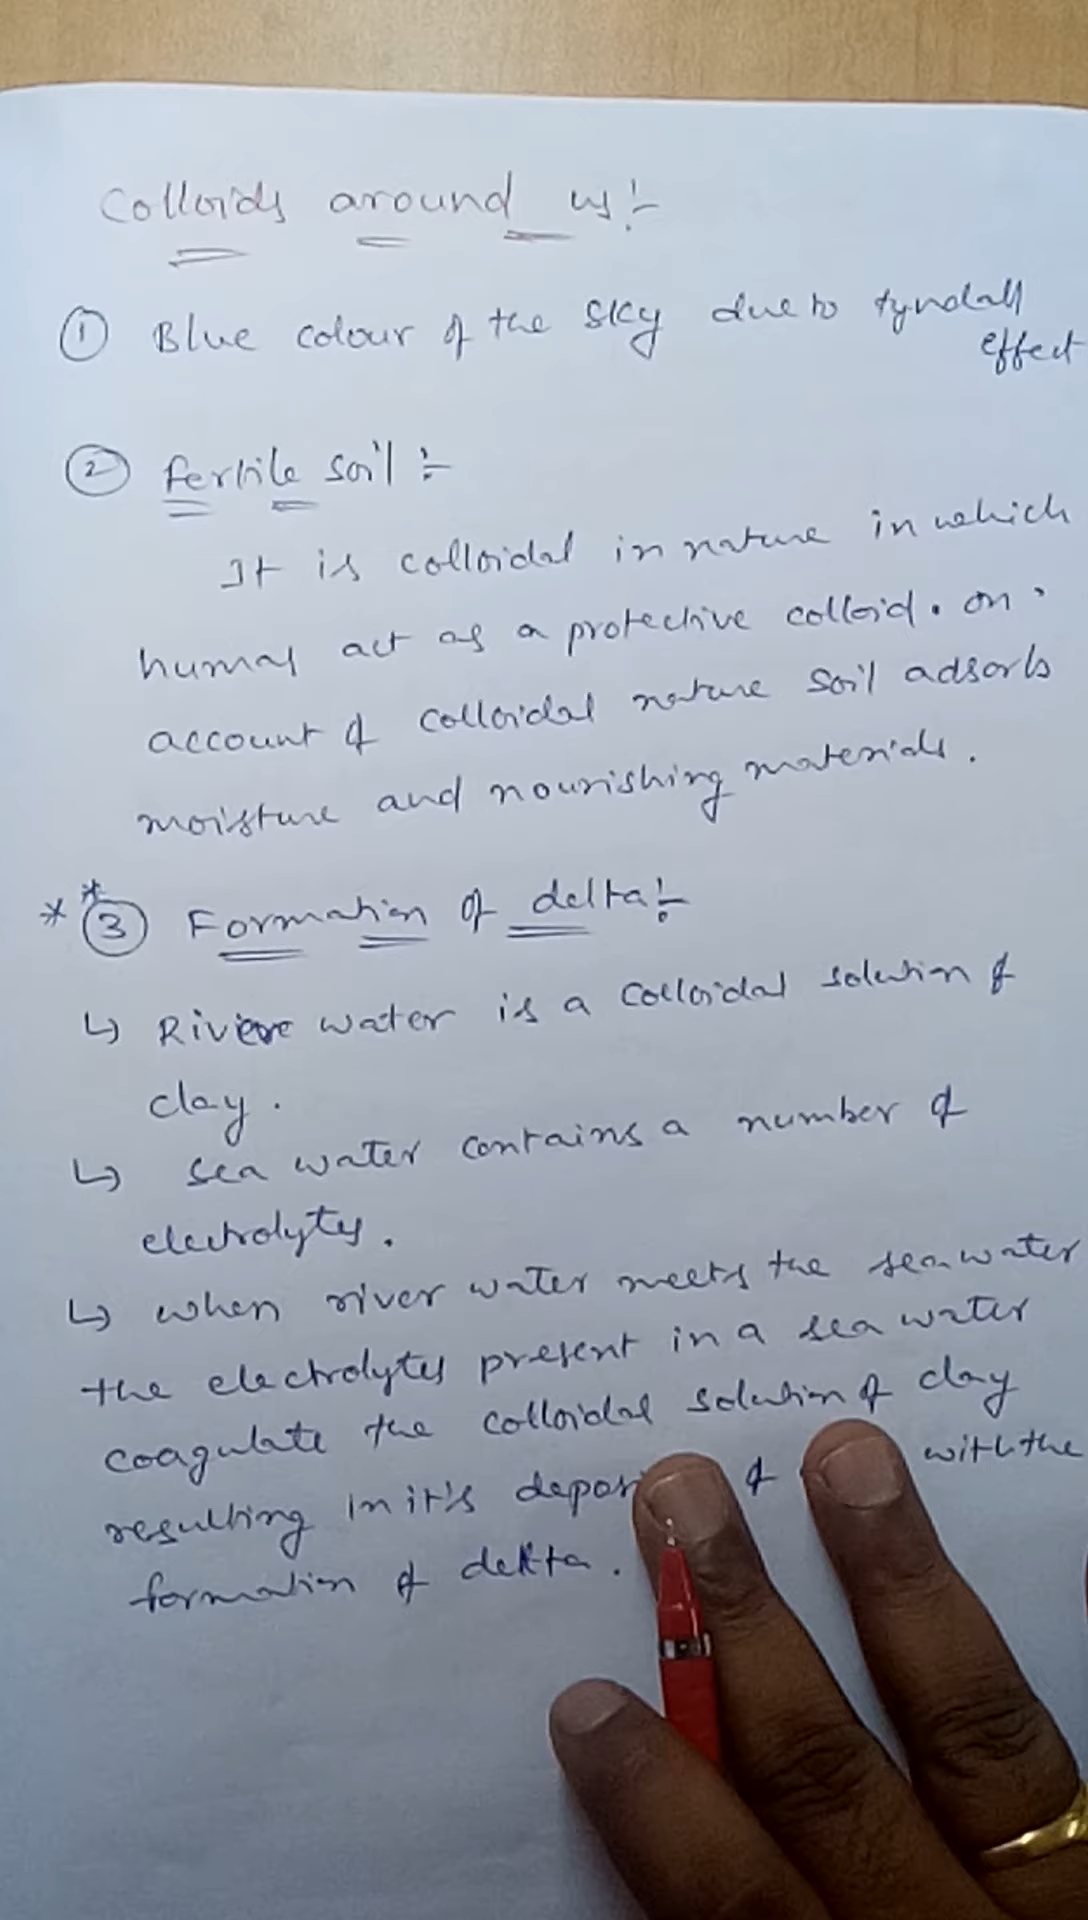 Colloids around us:-
① Blue colour of the sky due to tyndall
effect
② fertile soil :-
It is colloidal in nature in which
humas act as a protective colloid. on
account of colloidal nature soil adsorbs
moisture and nourishing materials.
** ③ Formation of delta:-
↳ River water is a colloidal solution of
clay.
↳ sea water contains a number of
electrolytes.
↳ when river water meets the sea water
the electrolytes present in a sea water
coagulate the colloidal solution of clay
resulting in it's of with the
formation of delta.